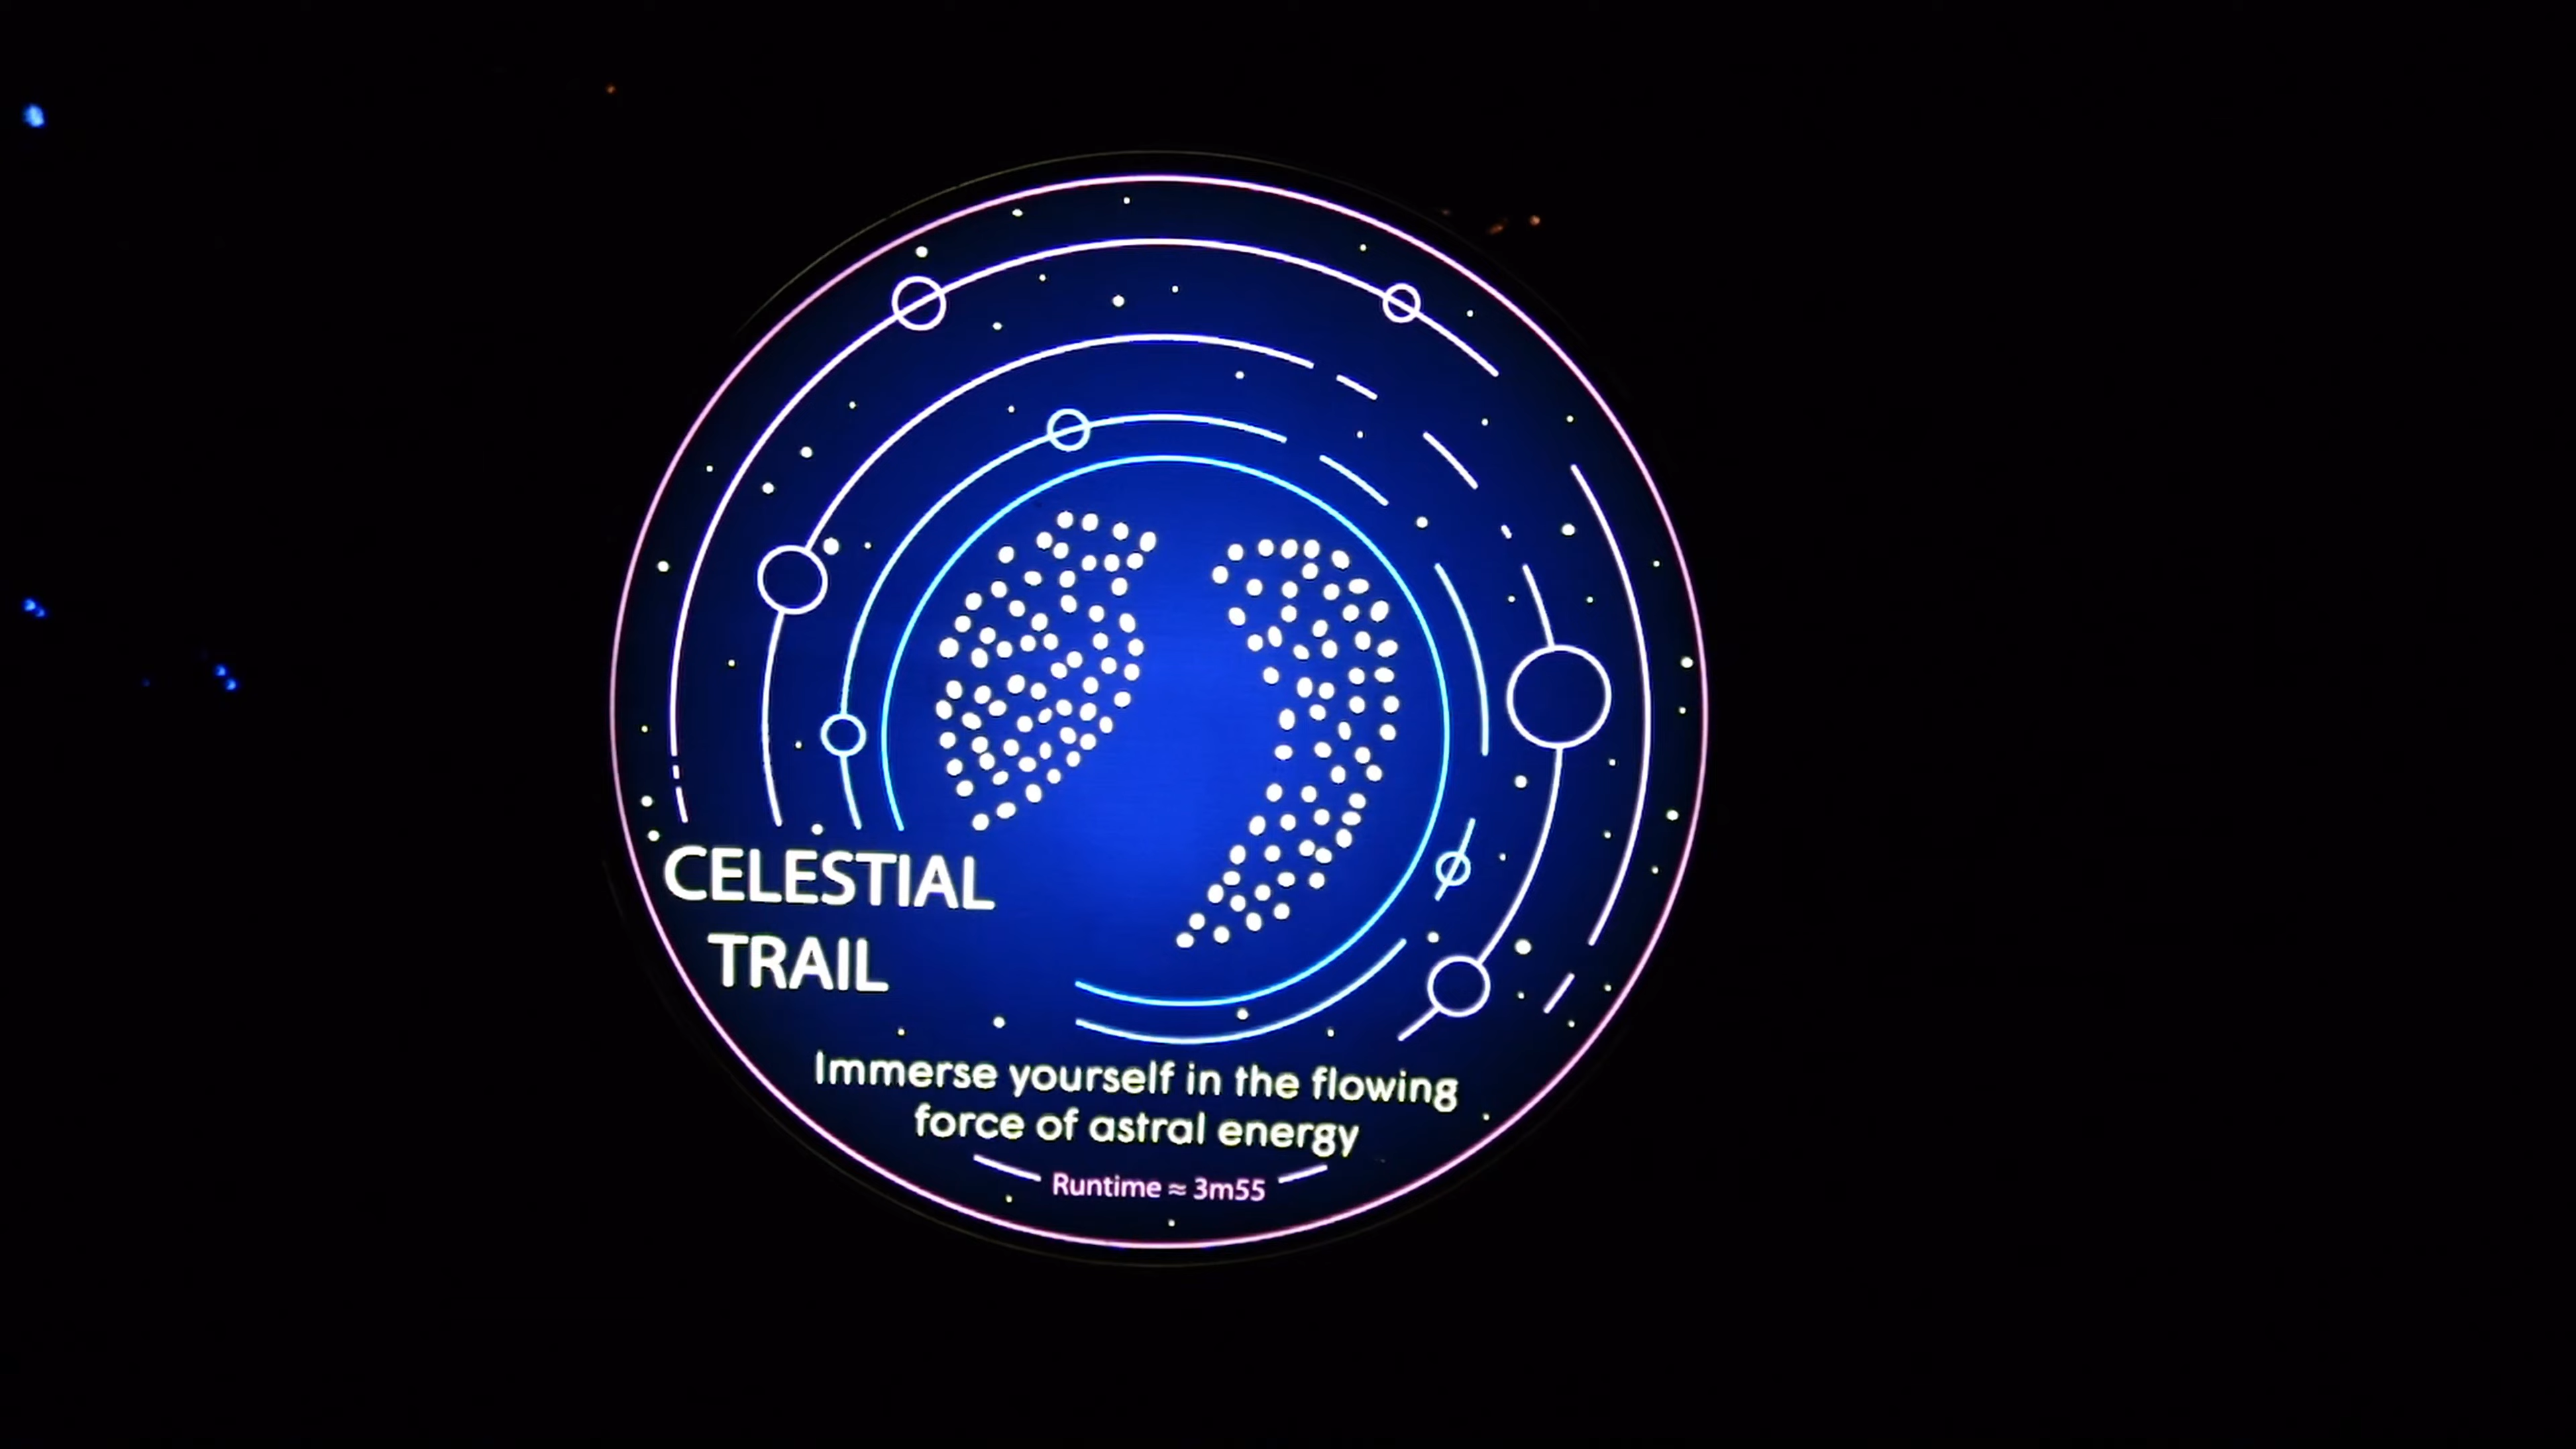 CELESTIAL
TRAIL
Immerse yourself in the flowing
force of astral energy
Runtime ≈ 3m55